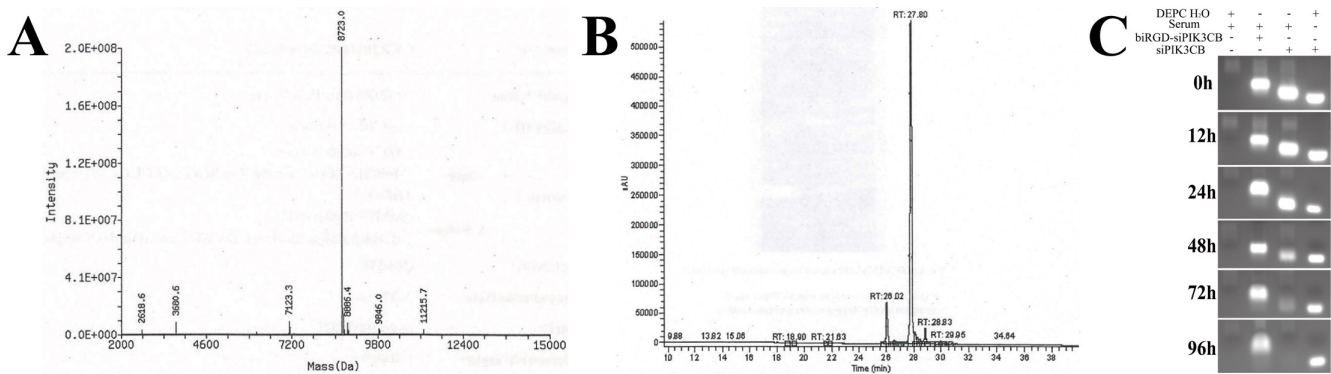 A
8723.0
2.0E+008
1.6E+008
1.2E+008
8.1E+007
4.1E+007
0.0E+000
Intensity
2618.6
3680.6
7123.3
8886.4
9846.0
11215.7
2000
4600
7200
9800
12400
15000
Mass(Da)
B
RT:27.80
500000
450000
400000
350000
300000
250000
200000
150000
100000
50000
0
uAU
RT:26.02
RT:28.83
9.88
13.82
15.06
RT:18.90
RT:21.63
RT:29.95
34.64
10
12
14
16
18
20
22
24
26
28
30
32
34
36
38
Time (min)
C
DEPC H₂O + - - +
Serum + + + -
biRGD-siPIK3CB - + - -
siPIK3CB - - + +
0h
12h
24h
48h
72h
96h